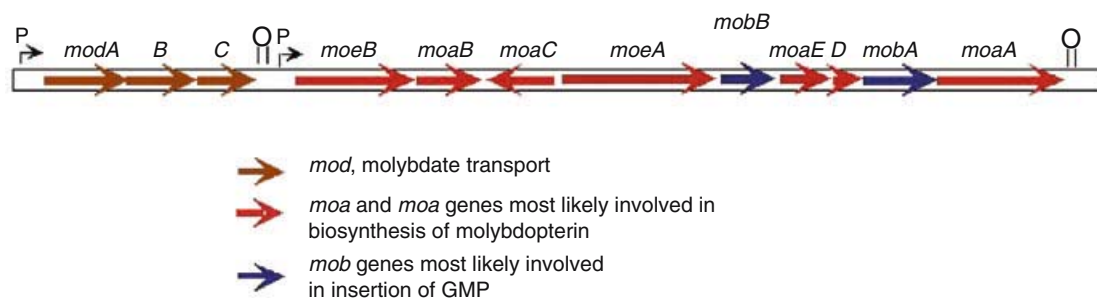 mobB
P modA B C O P moeB moaB moaC moeA moaE D mobA moaA O
mod, molybdate transport
moa and moa genes most likely involved in
biosynthesis of molybdopterin
mob genes most likely involved
in insertion of GMP